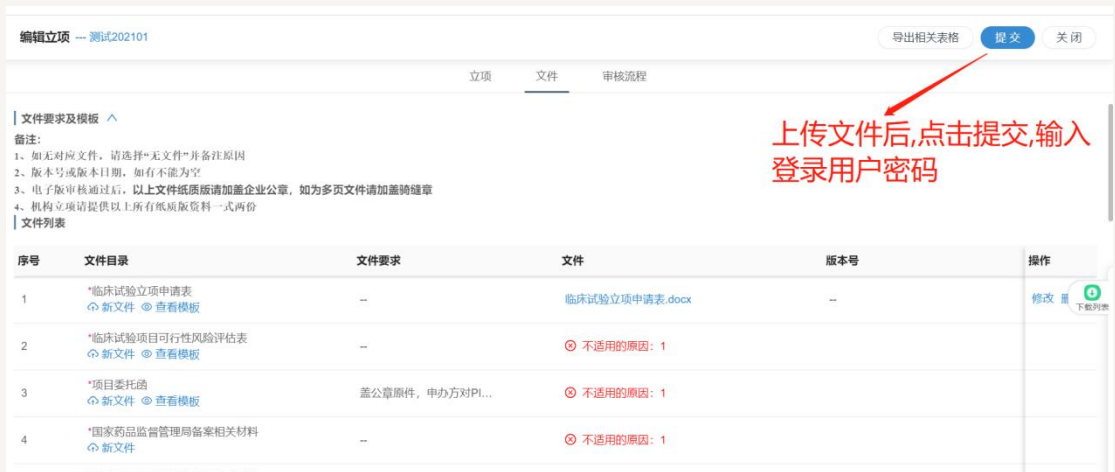 编辑立项 --- 测试202101 导出相关表格 提 交 关 闭
立项 文件 审核流程
文件要求及模板
备注:
1、如无对应文件，请选择“无文件”并备注原因
2、版本号或版本日期，如有不能为空
3、电子版审核通过后，以上文件纸质版请加盖企业公章，如为多页文件请加盖骑缝章
4、机构立项请提供以上所有纸质版资料一式两份
上传文件后,点击提交,输入
登录用户密码
文件列表
序号 文件目录 文件要求 文件 版本号 操作
1 *临床试验立项申请表 -- 临床试验立项申请表.docx -- 修改
新文件 查看模板
下载列表
2 *临床试验项目可行性风险评估表 -- 不适用的原因：1
新文件 查看模板
3 *项目委托函 盖公章原件，申办方对PI... 不适用的原因：1
新文件 查看模板
4 *国家药品监督管理局备案相关材料 -- 不适用的原因：1
新文件